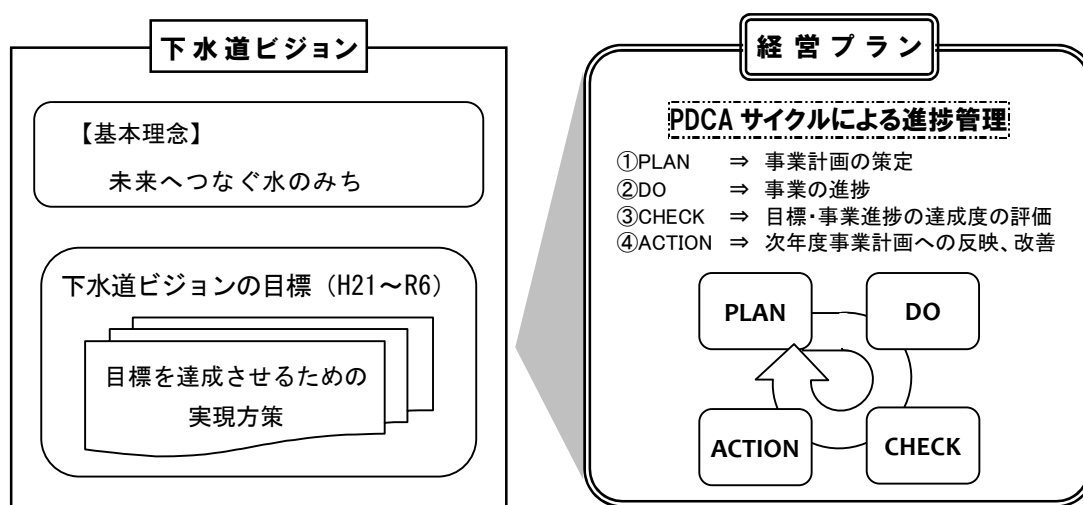 下水道ビジョン
【基本理念】
未来へつなぐ水のみち
下水道ビジョンの目標（H21～R6）
目標を達成させるための
実現方策
経営プラン
PDCA サイクルによる進捗管理
①PLAN ⇒ 事業計画の策定
②DO ⇒ 事業の進捗
③CHECK ⇒ 目標・事業進捗の達成度の評価
④ACTION ⇒ 次年度事業計画への反映、改善
PLAN
DO
ACTION
CHECK